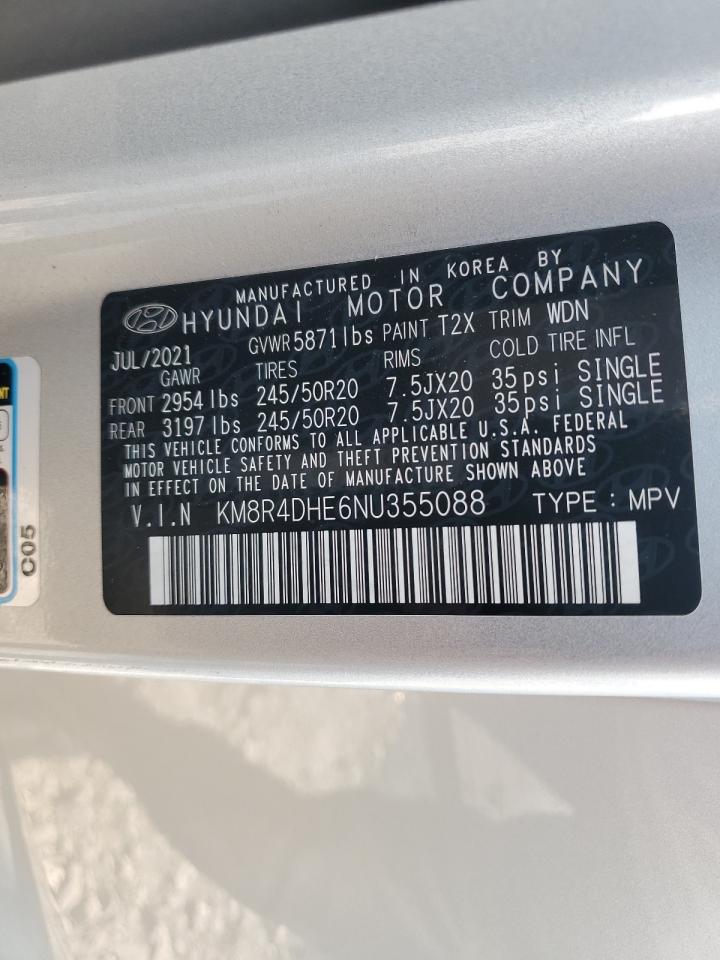 MANUFACTURED IN KOREA BY
HYUNDAI MOTOR COMPANY
JUL/2021 GVWR 5871 lbs PAINT T2X TRIM WDN
GAWR TIRES RIMS COLD TIRE INFL
FRONT 2954 lbs 245/50R20 7.5JX20 35psi SINGLE
REAR 3197 lbs 245/50R20 7.5JX20 35psi SINGLE
THIS VEHICLE CONFORMS TO ALL APPLICABLE U.S.A. FEDERAL
MOTOR VEHICLE SAFETY AND THEFT PREVENTION STANDARDS
IN EFFECT ON THE DATE OF MANUFACTURE SHOWN ABOVE
V.I.N KM8R4DHE6NU355088 TYPE : MPV
C05